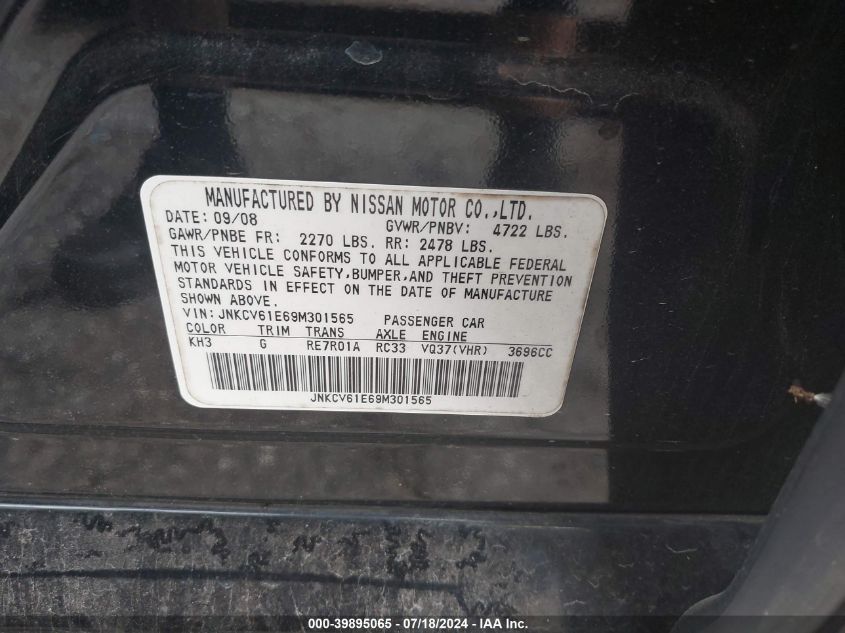 MANUFACTURED BY NISSAN MOTOR CO.,LTD.
DATE: 09/08 GVWR/PNBV: 4722 LBS.
GAWR/PNBE FR: 2270 LBS. RR: 2478 LBS.
THIS VEHICLE CONFORMS TO ALL APPLICABLE FEDERAL
MOTOR VEHICLE SAFETY,BUMPER,AND THEFT PREVENTION
STANDARDS IN EFFECT ON THE DATE OF MANUFACTURE
SHOWN ABOVE.
VIN: JNKCV61E69M301565 PASSENGER CAR
COLOR TRIM TRANS AXLE ENGINE
KH3 G RE7R01A RC33 VQ37(VHR) 3696CC
JNKCV61E69M301565
000-39895065 - 07/18/2024 - IAAI.com